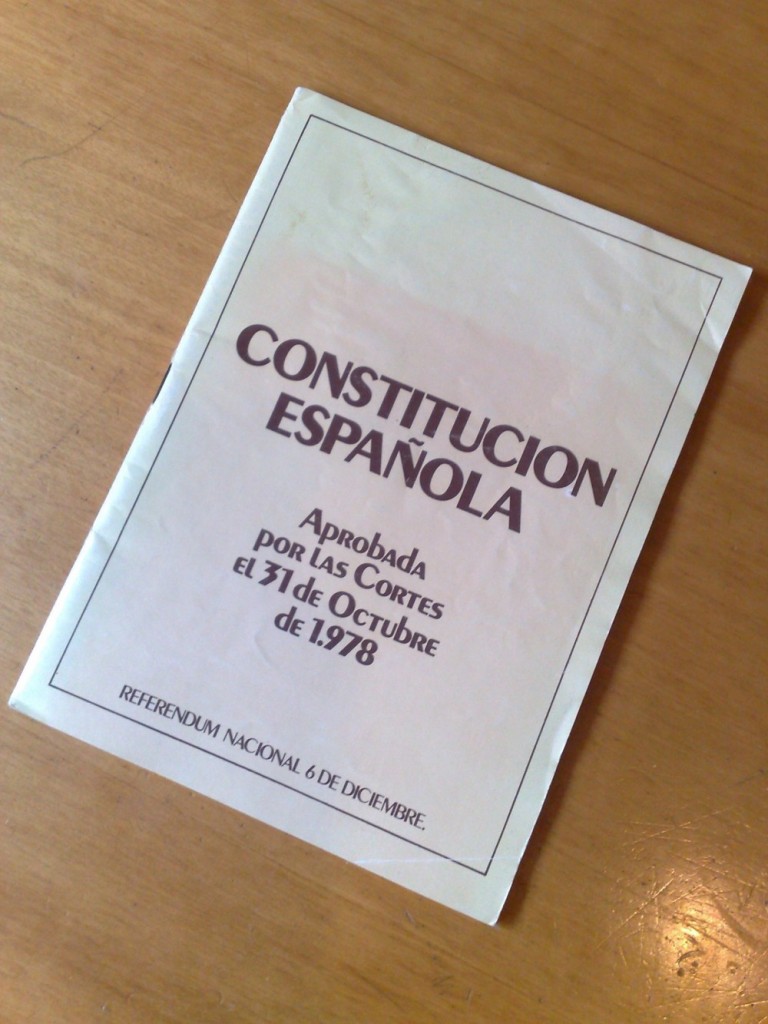 CONSTITUCION
ESPAÑOLA
Aprobada
por las Cortes
el 31 de Octubre
de 1.978
REFERENDUM NACIONAL 6 DE DICIEMBRE.